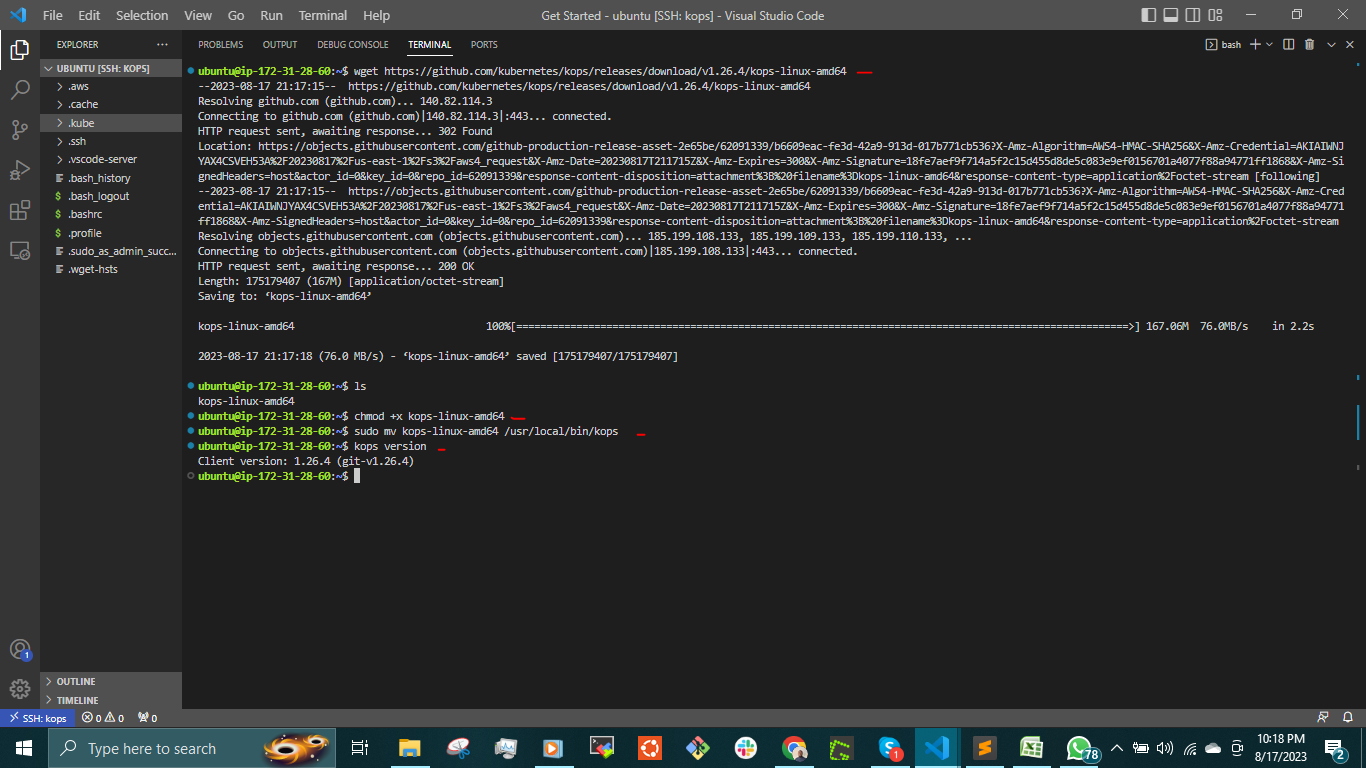 File Edit Selection View Go Run Terminal Help
Get Started - ubuntu [SSH: kops] - Visual Studio Code
EXPLORER
UBUNTU [SSH: KOPS]
.aws
.cache
.kube
.ssh
.vscode-server
.bash_history
.bash_logout
.bashrc
.profile
.sudo_as_admin_succ...
.wget-hsts
OUTLINE
TIMELINE
PROBLEMS OUTPUT DEBUG CONSOLE TERMINAL PORTS
bash
ubuntu@ip-172-31-28-60:~$ wget https://github.com/kubernetes/kops/releases/download/v1.26.4/kops-linux-amd64
--2023-08-17 21:17:15-- https://github.com/kubernetes/kops/releases/download/v1.26.4/kops-linux-amd64
Resolving github.com (github.com)... 140.82.114.3
Connecting to github.com (github.com)|140.82.114.3|:443... connected.
HTTP request sent, awaiting response... 302 Found
Location: https://objects.githubusercontent.com/github-production-release-asset-2e65be/62091339/b6609eac-fe3d-42a9-913d-017b771cb536?X-Amz-Algorithm=AWS4-HMAC-SHA256&X-Amz-Credential=AKIAIWNJ
YAX4CSVEH53A%2F20230817%2Fus-east-1%2Fs3%2Faws4_request&X-Amz-Date=20230817T211715Z&X-Amz-Expires=300&X-Amz-Signature=18fe7aef9f714a5f2c15d455d8de5c083e9ef0156701a4077f88a94771ff1868&X-Amz-Si
gnedHeaders=host&actor_id=0&key_id=0&repo_id=62091339&response-content-disposition=attachment%3B%20filename%3Dkops-linux-amd64&response-content-type=application%2Foctet-stream [following]
--2023-08-17 21:17:15-- https://objects.githubusercontent.com/github-production-release-asset-2e65be/62091339/b6609eac-fe3d-42a9-913d-017b771cb536?X-Amz-Algorithm=AWS4-HMAC-SHA256&X-Amz-Cred
ential=AKIAIWNJYAX4CSVEH53A%2F20230817%2Fus-east-1%2Fs3%2Faws4_request&X-Amz-Date=20230817T211715Z&X-Amz-Expires=300&X-Amz-Signature=18fe7aef9f714a5f2c15d455d8de5c083e9ef0156701a4077f88a94771
ff1868&X-Amz-SignedHeaders=host&actor_id=0&key_id=0&repo_id=62091339&response-content-disposition=attachment%3B%20filename%3Dkops-linux-amd64&response-content-type=application%2Foctet-stream
Resolving objects.githubusercontent.com (objects.githubusercontent.com)... 185.199.108.133, 185.199.109.133, 185.199.110.133, ...
Connecting to objects.githubusercontent.com (objects.githubusercontent.com)|185.199.108.133|:443... connected.
HTTP request sent, awaiting response... 200 OK
Length: 175179407 (167M) [application/octet-stream]
Saving to: ‘kops-linux-amd64’
kops-linux-amd64 100%[=====================================================================================================>] 167.06M 76.0MB/s in 2.2s
2023-08-17 21:17:18 (76.0 MB/s) - ‘kops-linux-amd64’ saved [175179407/175179407]
ubuntu@ip-172-31-28-60:~$ ls
kops-linux-amd64
ubuntu@ip-172-31-28-60:~$ chmod +x kops-linux-amd64
ubuntu@ip-172-31-28-60:~$ sudo mv kops-linux-amd64 /usr/local/bin/kops
ubuntu@ip-172-31-28-60:~$ kops version
Client version: 1.26.4 (git-v1.26.4)
ubuntu@ip-172-31-28-60:~$
1
SSH: kops 0 0 0
Type here to search
1
78
10:18 PM
8/17/2023
2